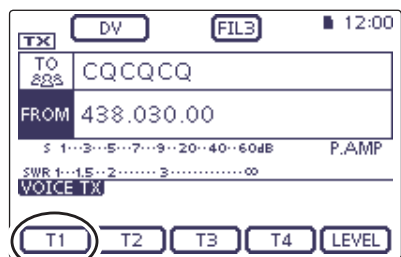 DV FIL3 12:00
TX
TO CQCQCQ
FROM 438.030.00
S 1··3··5··7··9··20··40··60dB P.AMP
SWR 1··1.5··2······3············∞
VOICE TX
T1 T2 T3 T4 LEVEL